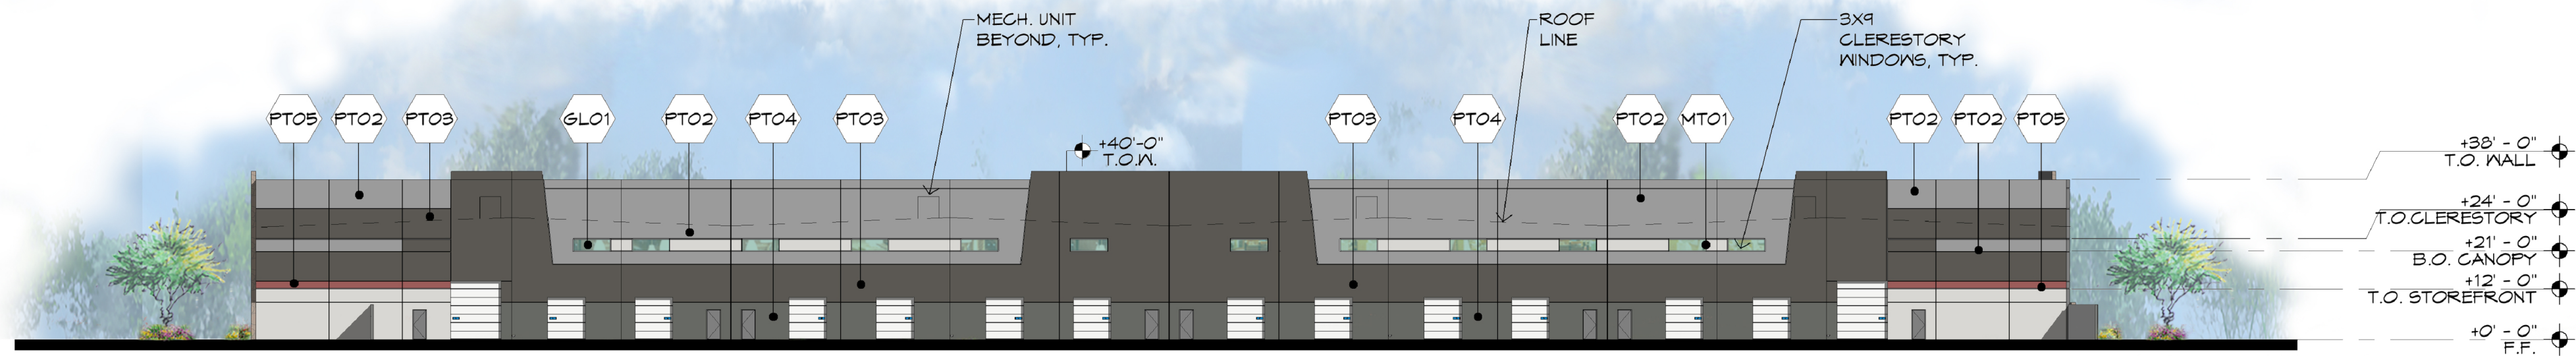 MECH. UNIT
BEYOND, TYP.
ROOF
LINE
3X9
CLERESTORY
WINDOWS, TYP.
PT05
PT02
PT03
GL01
PT02
PT04
PT03
PT03
PT04
PT02
MT01
PT02
PT02
PT05
+40'-0"
T.O.W.
+38' - 0"
T.O. WALL
+24' - 0"
T.O.CLERESTORY
+21' - 0"
B.O. CANOPY
+12' - 0"
T.O. STOREFRONT
+0' - 0"
F.F.